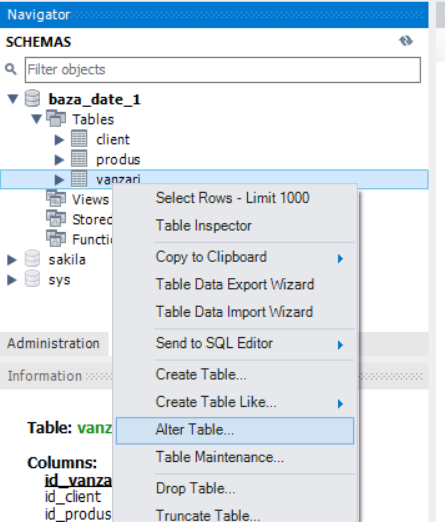 Navigator
SCHEMAS
Filter objects
baza_date_1
Tables
client
produs
vanzari
Views
Stored
sakila
sys
Select Rows - Limit 1000
Table Inspector
Copy to Clipboard
Table Data Export Wizard
Table Data Import Wizard
Send to SQL Editor
Create Table...
Create Table Like...
Alter Table...
Table Maintenance...
Drop Table...
Truncate Table...
Administration
Information
Table: vanz
Columns:
id_vanza
id_client
id_produs